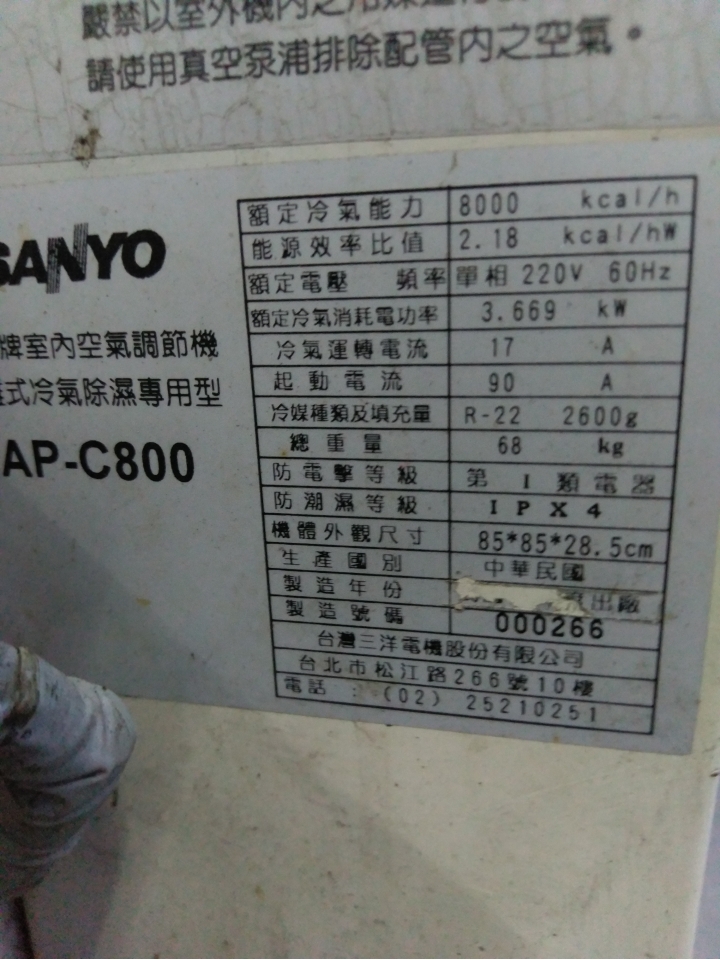 嚴禁以室外機內之冷媒
請使用真空泵浦排除配管內之空氣。
SANYO
牌室內空氣調節機
式冷氣除濕專用型
AP-C800
額定冷氣能力 8000 kcal/h
能源效率比值 2.18 kcal/hW
額定電壓 頻率 單相 220V 60Hz
額定冷氣消耗電功率 3.669 kW
冷氣運轉電流 17 A
起動電流 90 A
冷媒種類及填充量 R-22 2600g
總重量 68 kg
防電擊等級 第 I 類電器
防潮濕等級 IPX4
機體外觀尺寸 85*85*28.5cm
生產國別 中華民國
製造年份 出廠
製造號碼 000266
台灣三洋電機股份有限公司
台北市松江路266號10樓
電話:(02) 25210251